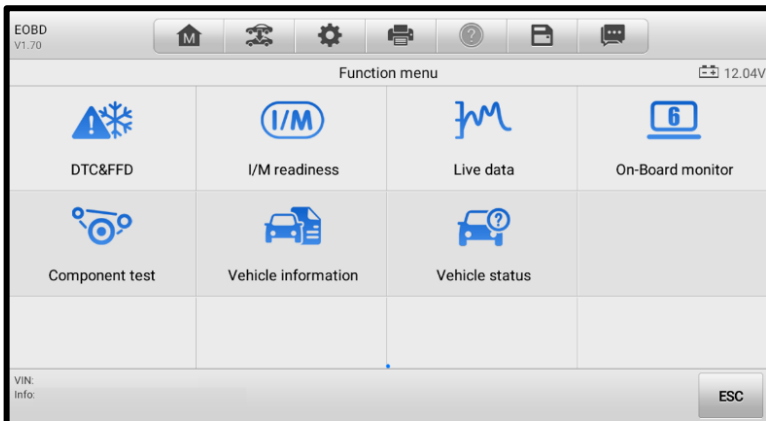 EOBD
V1.70
M
?
Function menu
12.04V
I/M
6
DTC&FFD
I/M readiness
Live data
On-Board monitor
?
Component test
Vehicle information
Vehicle status
VIN:
Info:
ESC